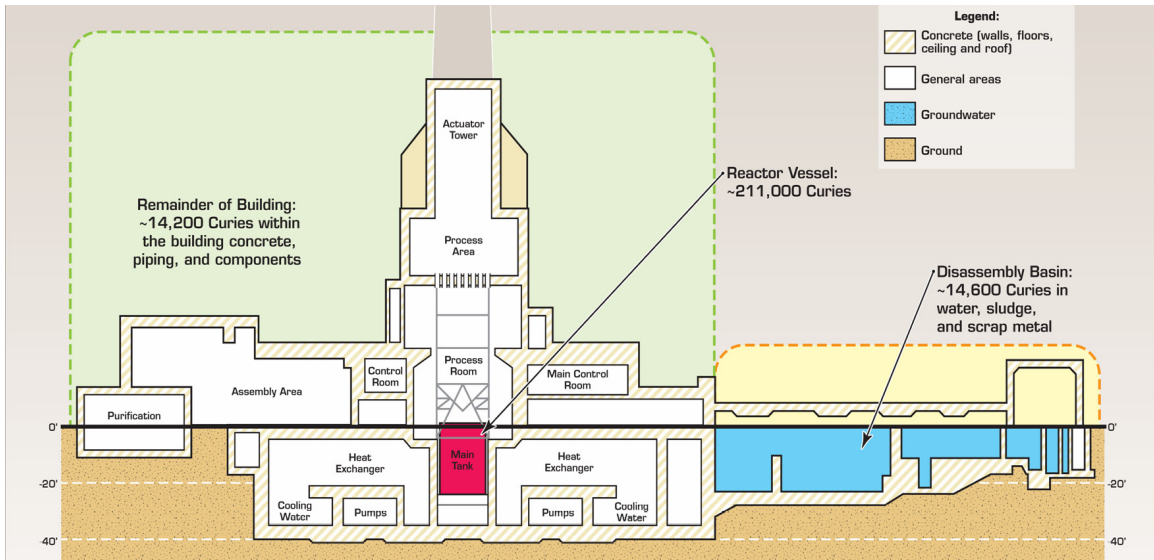 Legend:
Concrete (walls, floors,
ceiling and roof)
General areas
Groundwater
Ground
Actuator
Tower
Reactor Vessel:
~211,000 Curies
Remainder of Building:
~14,200 Curies within
the building concrete,
piping, and components
Process
Area
Disassembly Basin:
~14,600 Curies in
water, sludge,
and scrap metal
Process
Room
Control
Room
Main Control
Room
Assembly Area
Purification
0'
0'
Heat
Exchanger
Main
Tank
Heat
Exchanger
-20'
-20'
Cooling
Water
Pumps
Pumps
Cooling
Water
-40'
-40'